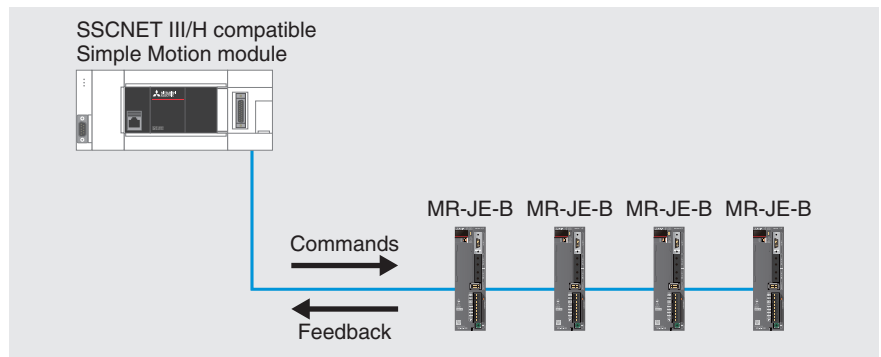 SSCNET III/H compatible
Simple Motion module
MR-JE-B MR-JE-B MR-JE-B MR-JE-B
Commands
Feedback